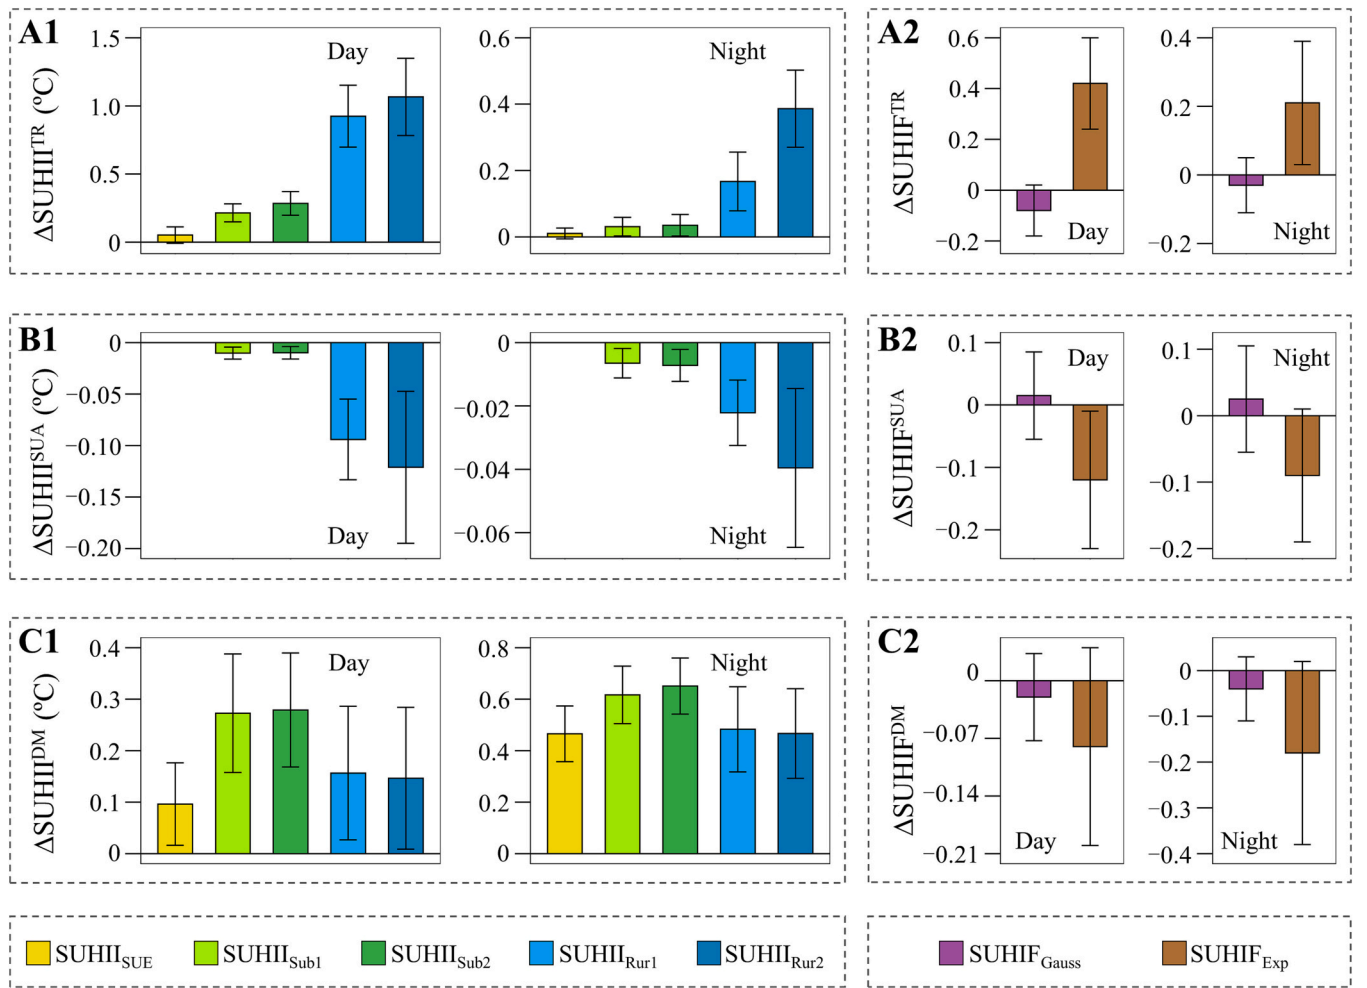 A1
ΔSUHII^TR (ºC)
1.5
1.0
0.5
0
Day
0.6
0.4
0.2
0
Night
A2
ΔSUHIF^TR
0.6
0.4
0.2
0
−0.2
Day
0.4
0.2
0
−0.2
Night
B1
ΔSUHII^SUA (ºC)
0
−0.05
−0.10
−0.15
−0.20
Day
0
−0.02
−0.04
−0.06
Night
B2
ΔSUHIF^SUA
0.1
0
−0.1
−0.2
Day
0.1
0
−0.1
−0.2
Night
C1
ΔSUHII^DM (ºC)
0.4
0.3
0.2
0.1
0
Day
0.8
0.6
0.4
0.2
0
Night
C2
ΔSUHIF^DM
0
−0.07
−0.14
−0.21
Day
0
−0.1
−0.2
−0.3
−0.4
Night
SUHII_SUE SUHII_Sub1 SUHII_Sub2 SUHII_Rur1 SUHII_Rur2
SUHIF_Gauss SUHIF_Exp